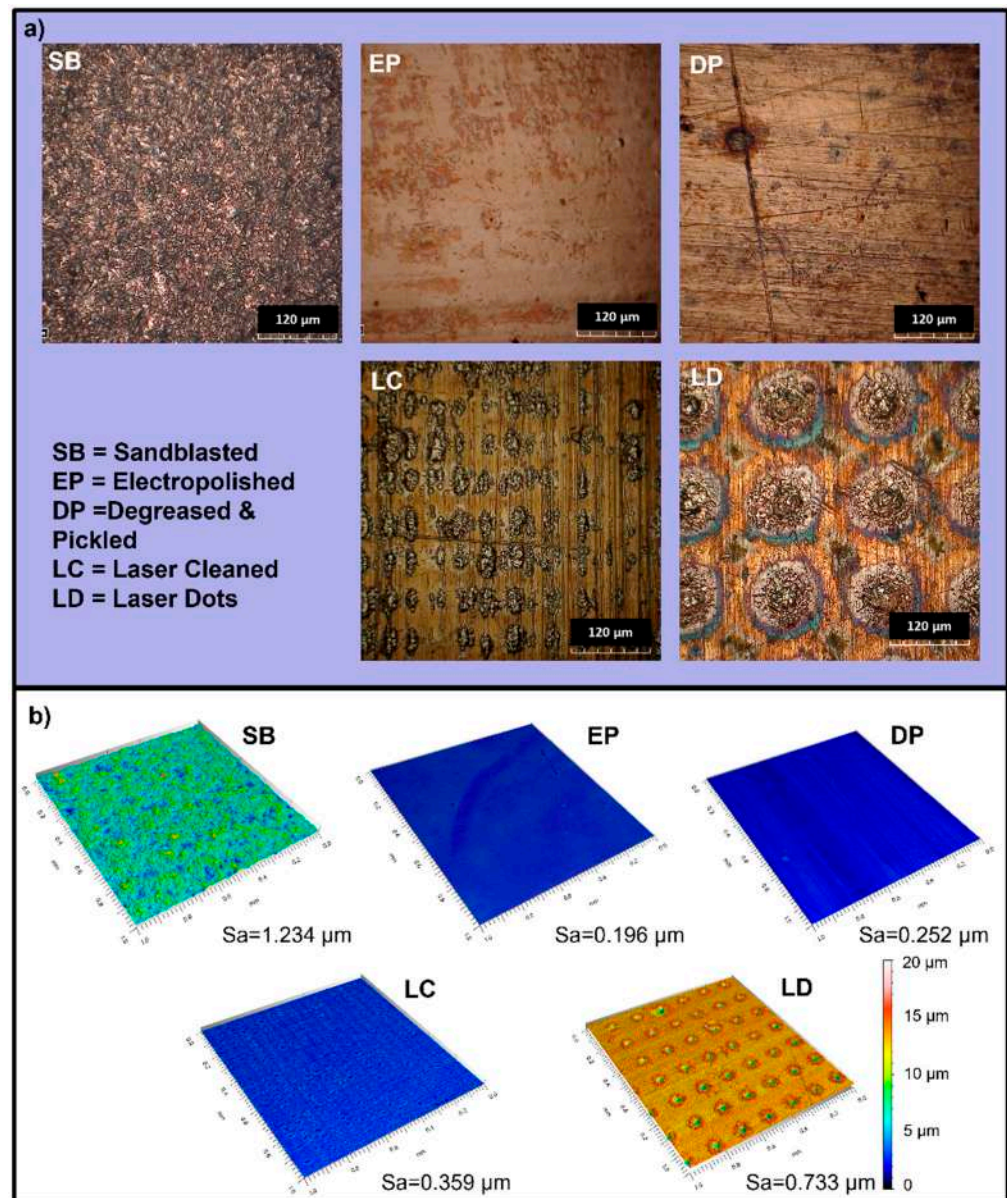 a)
SB
EP
DP
120 µm
120 µm
120 µm
LC
LD
SB = Sandblasted
EP = Electropolished
DP =Degreased &
Pickled
LC = Laser Cleaned
LD = Laser Dots
120 µm
120 µm
b)
SB
EP
DP
Sa=1.234 µm
Sa=0.196 µm
Sa=0.252 µm
LC
LD
20 µm
15 µm
10 µm
5 µm
0
Sa=0.359 µm
Sa=0.733 µm